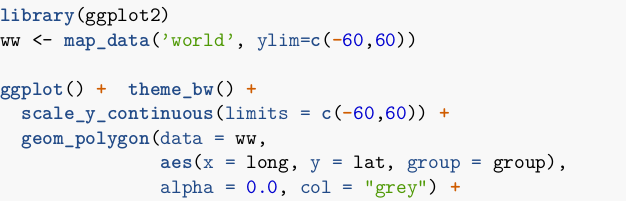 library(ggplot2)
ww <- map_data('world', ylim=c(-60,60))
ggplot() + theme_bw() +
scale_y_continuous(limits = c(-60,60)) +
geom_polygon(data = ww,
aes(x = long, y = lat, group = group),
alpha = 0.0, col = "grey") +